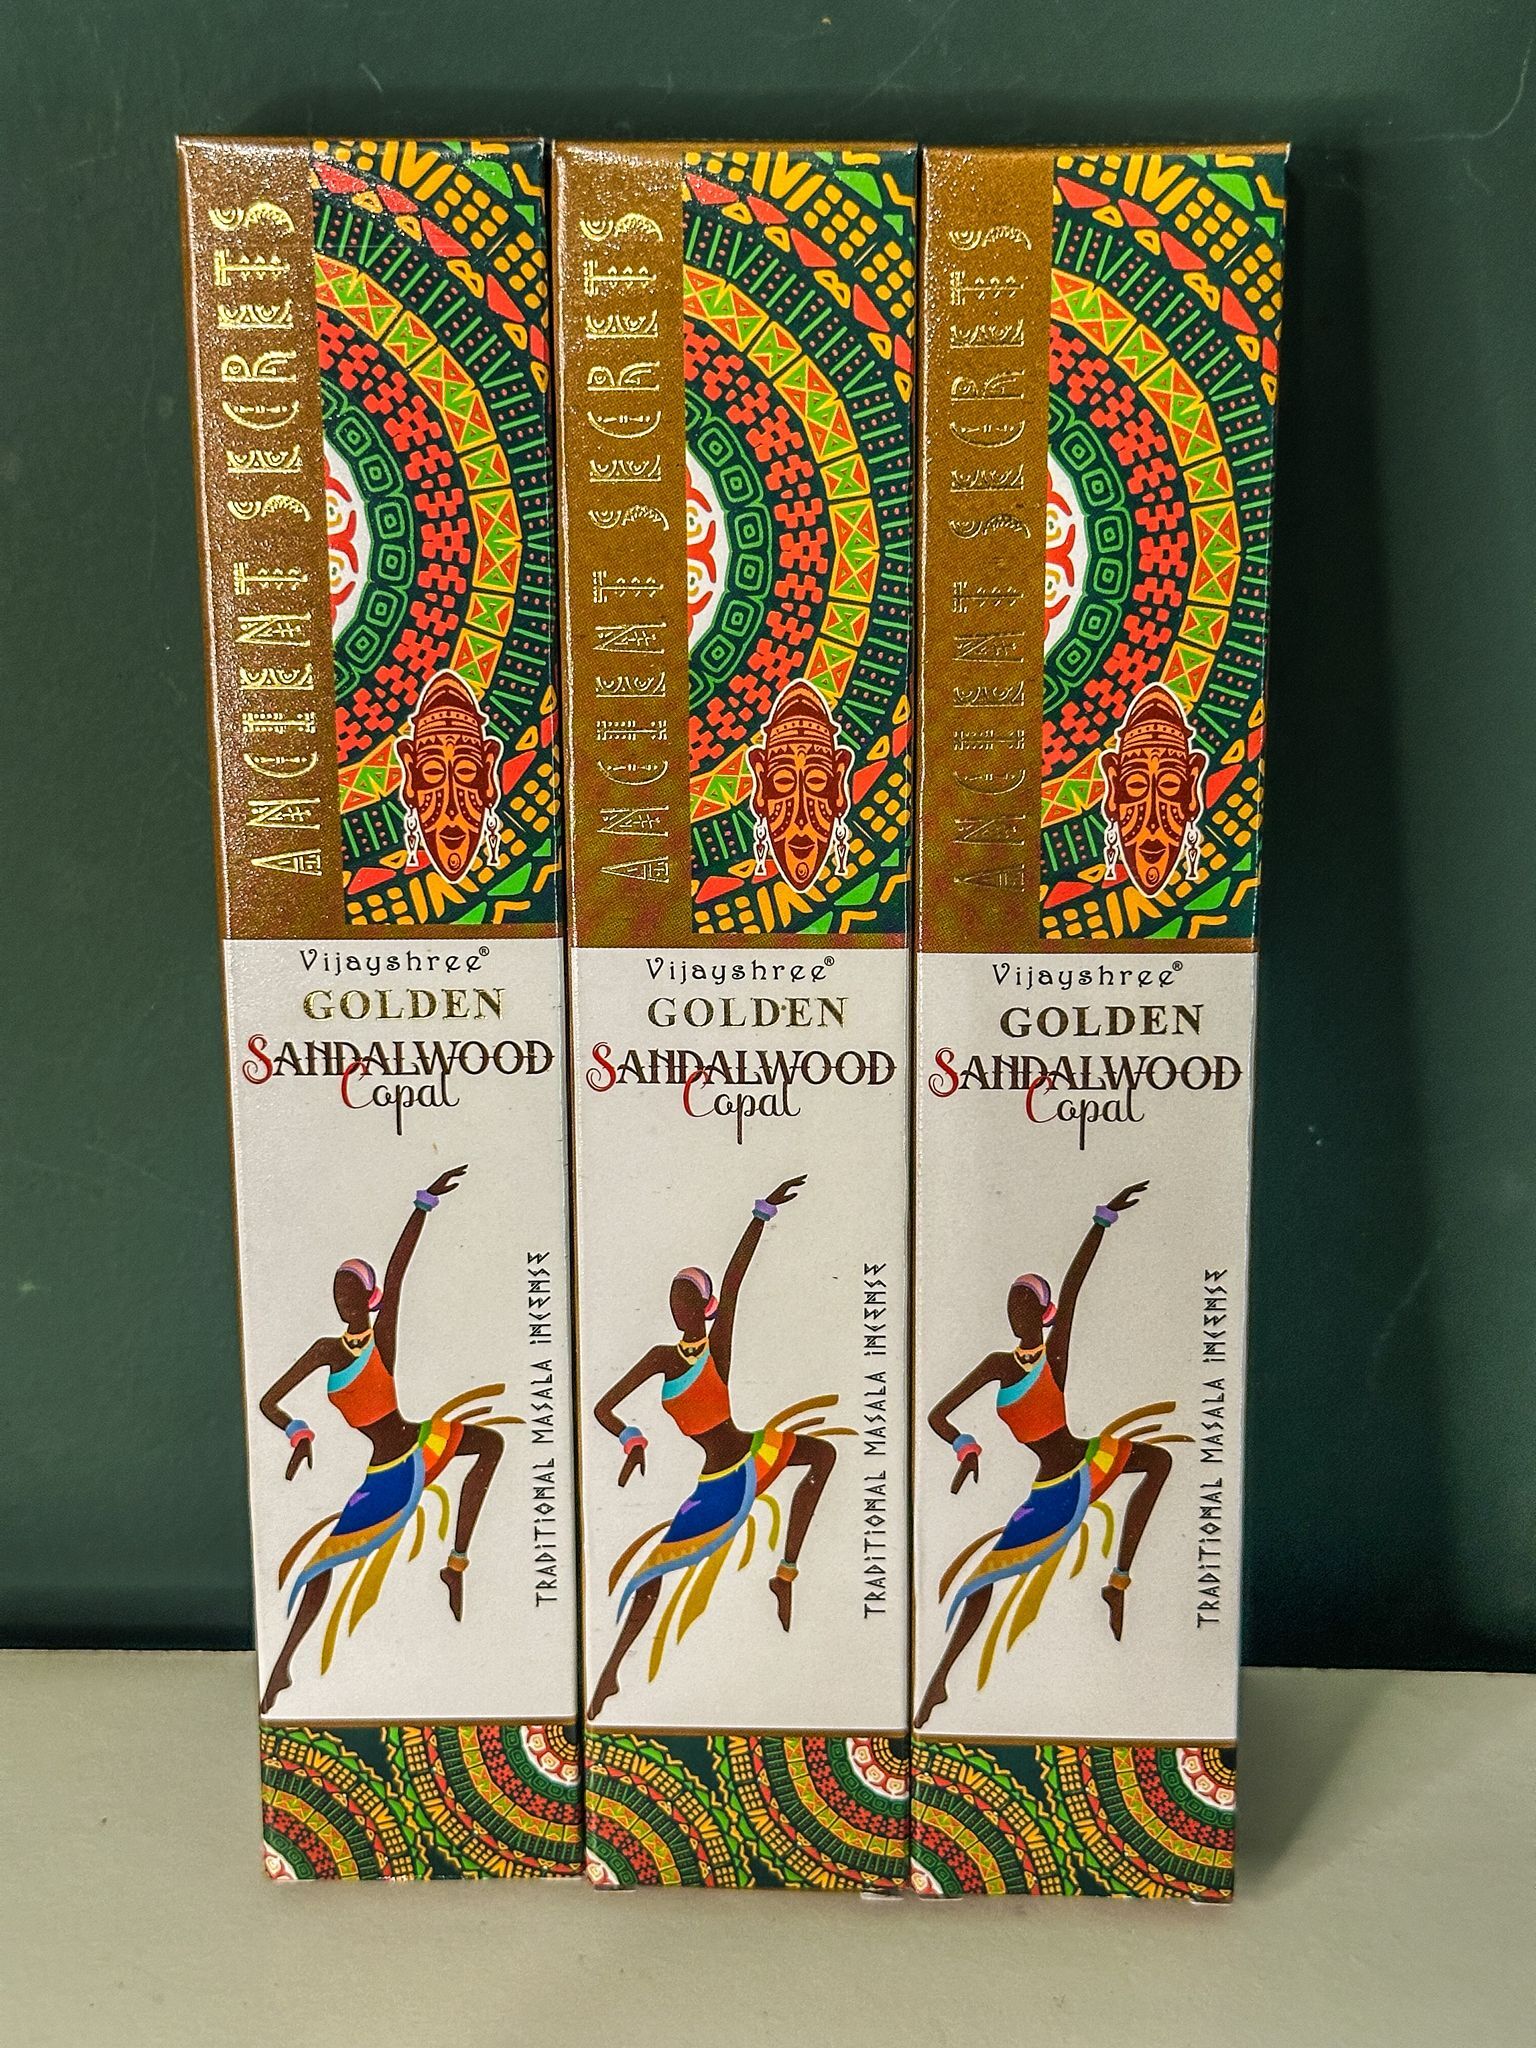 ANCIENT SECRETS
Vijayshree®
GOLDEN
SANDALWOOD
Copal
TRADITIONAL MASALA INCENSE
ANCIENT SECRETS
Vijayshree®
GOLDEN
SANDALWOOD
Copal
TRADITIONAL MASALA INCENSE
ANCIENT SECRETS
Vijayshree®
GOLDEN
SANDALWOOD
Copal
TRADITIONAL MASALA INCENSE